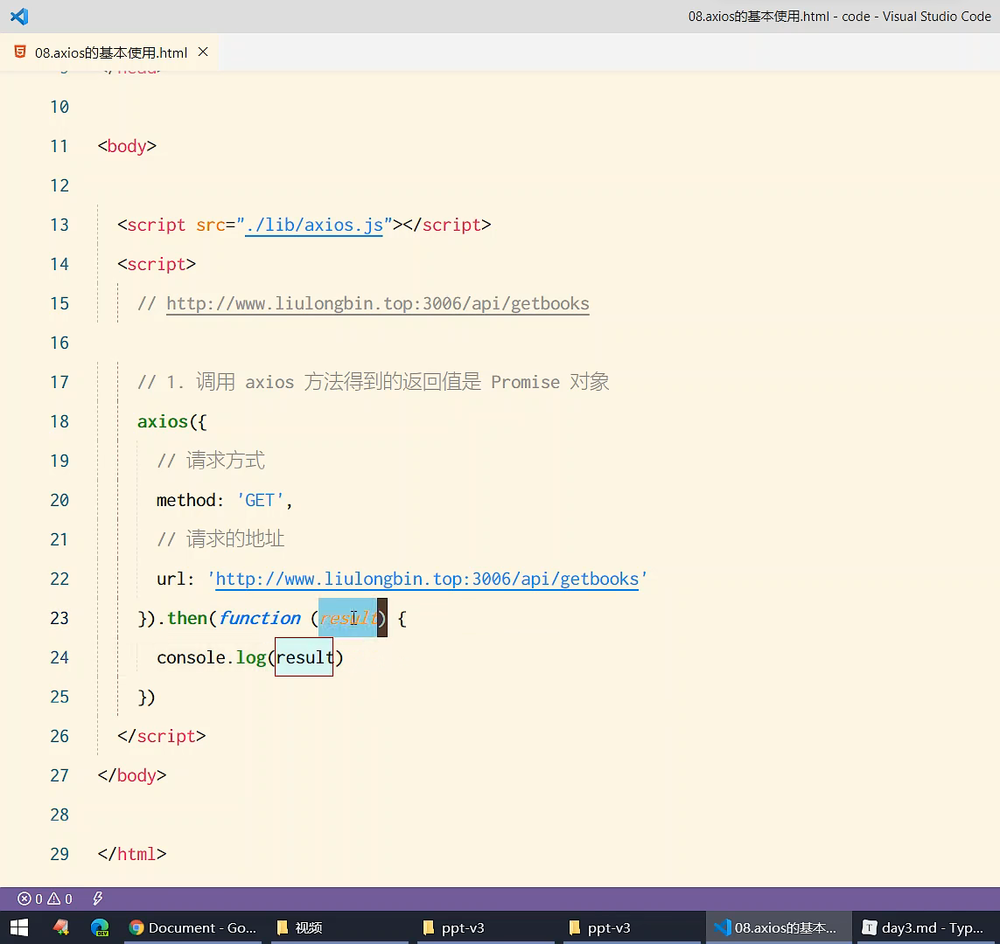 08.axios的基本使用.html - code - Visual Studio Code
08.axios的基本使用.html
9 </head>
10
11 <body>
12
13 <script src="./lib/axios.js"></script>
14 <script>
15 // http://www.liulongbin.top:3006/api/getbooks
16
17 // 1. 调用 axios 方法得到的返回值是 Promise 对象
18 axios({
19 // 请求方式
20 method: 'GET',
21 // 请求的地址
22 url: 'http://www.liulongbin.top:3006/api/getbooks'
23 }).then(function (result) {
24 console.log(result)
25 })
26 </script>
27 </body>
28
29 </html>
0 0
DEV Document - Go... 视频 ppt-v3 ppt-v3 08.axios的基本... T day3.md - Typ...